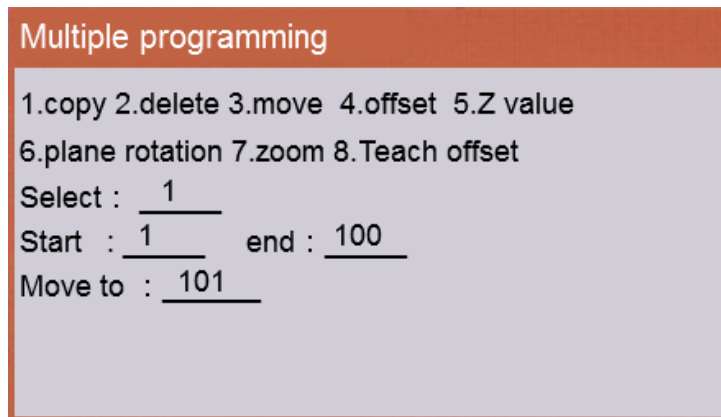 Multiple programming
1.copy 2.delete 3.move 4.offset 5.Z value
6.plane rotation 7.zoom 8.Teach offset
Select : 1
Start : 1 end : 100
Move to : 101